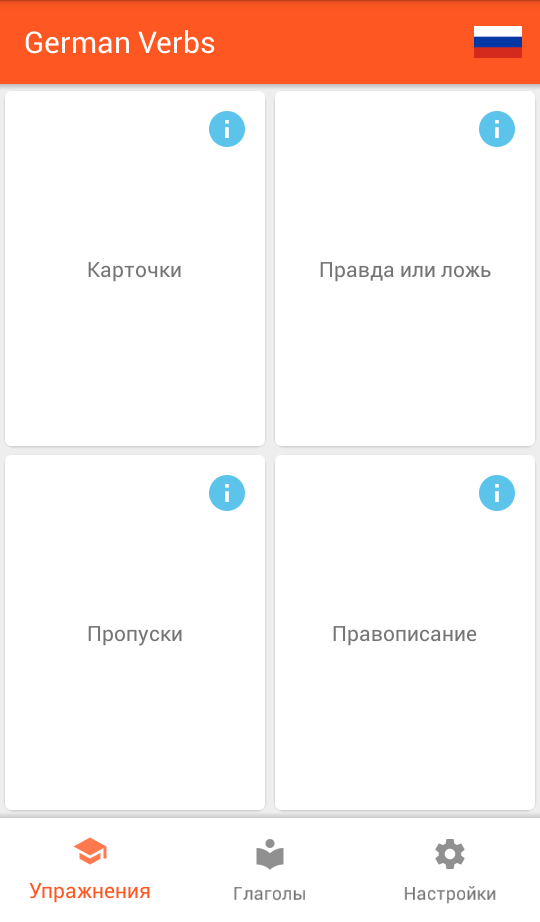 German Verbs
Карточки
Правда или ложь
Пропуски
Правописание
Упражнения
Глаголы
Настройки